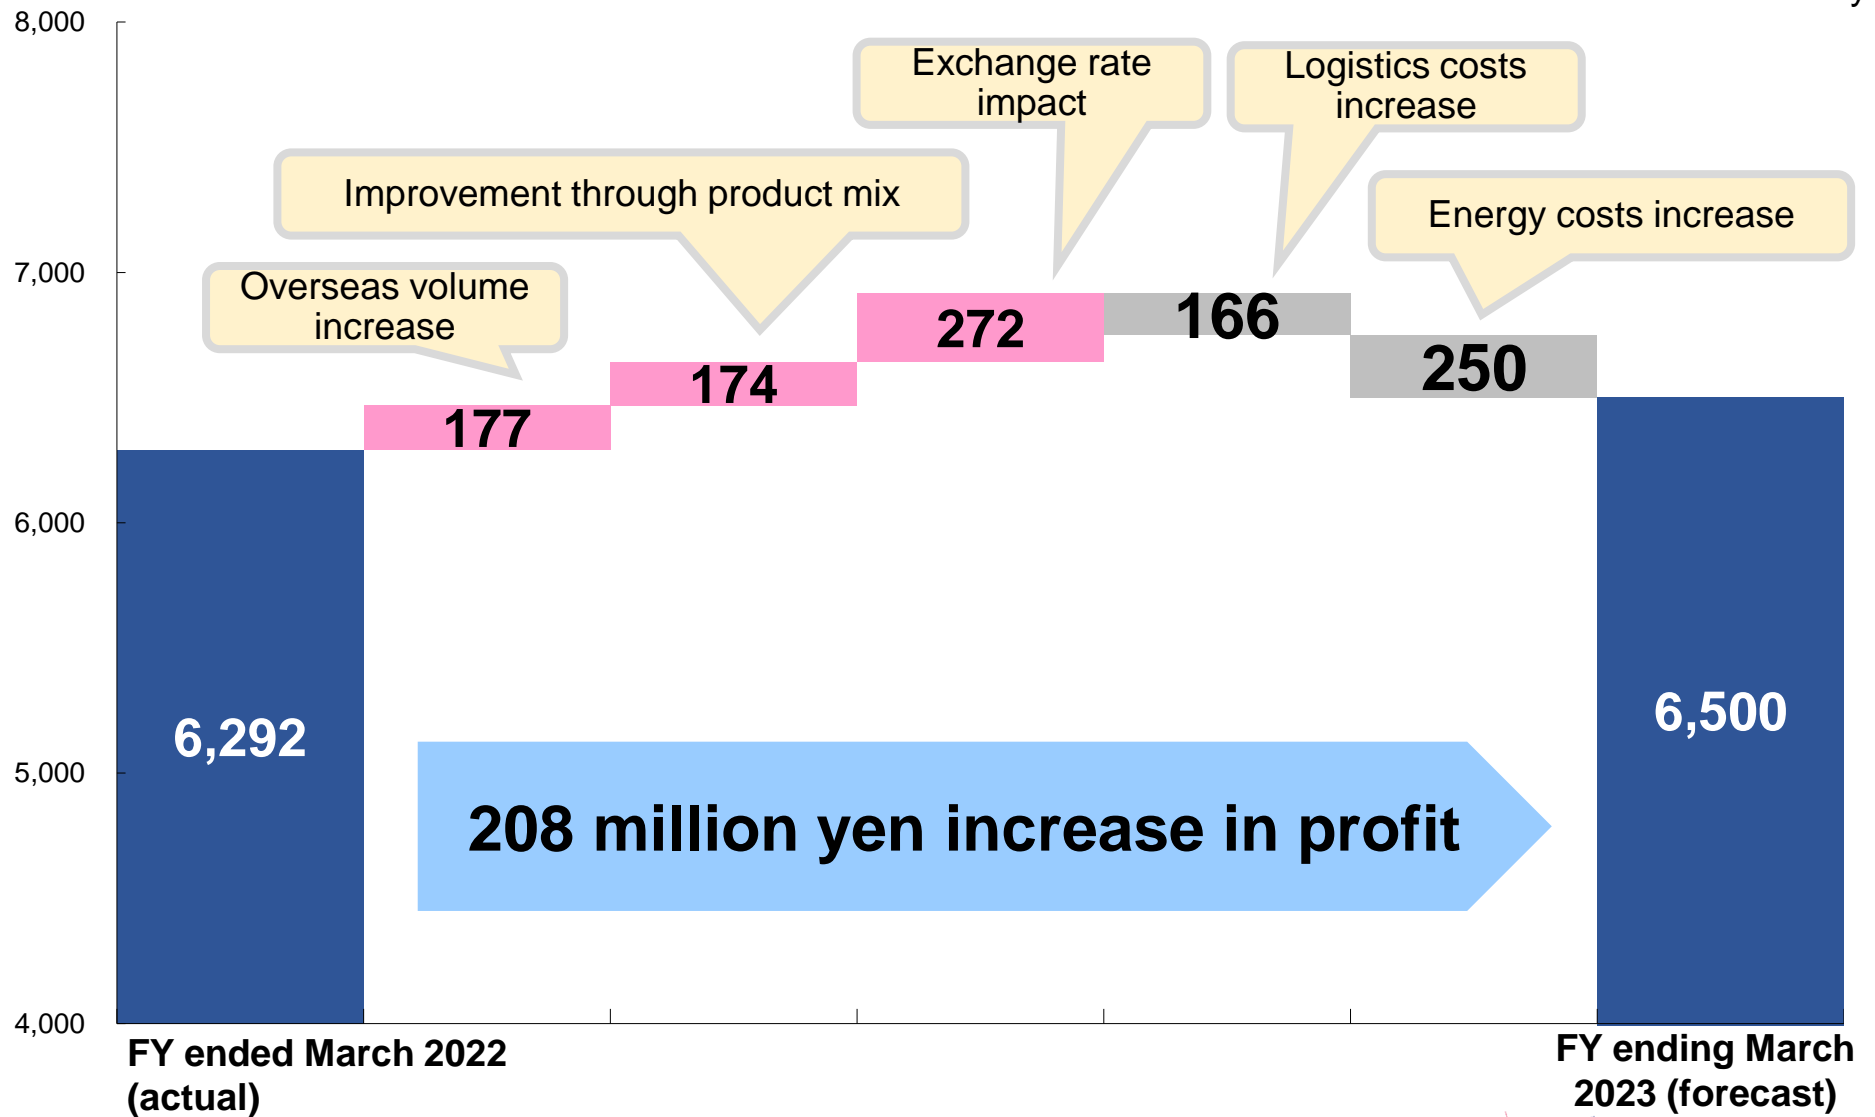 8,000
7,000
6,000
5,000
4,000
Exchange rate
impact
Logistics costs
increase
Improvement through product mix
Energy costs increase
Overseas volume
increase
177
174
272
166
250
6,292
6,500
208 million yen increase in profit
FY ended March 2022
(actual)
FY ending March
2023 (forecast)